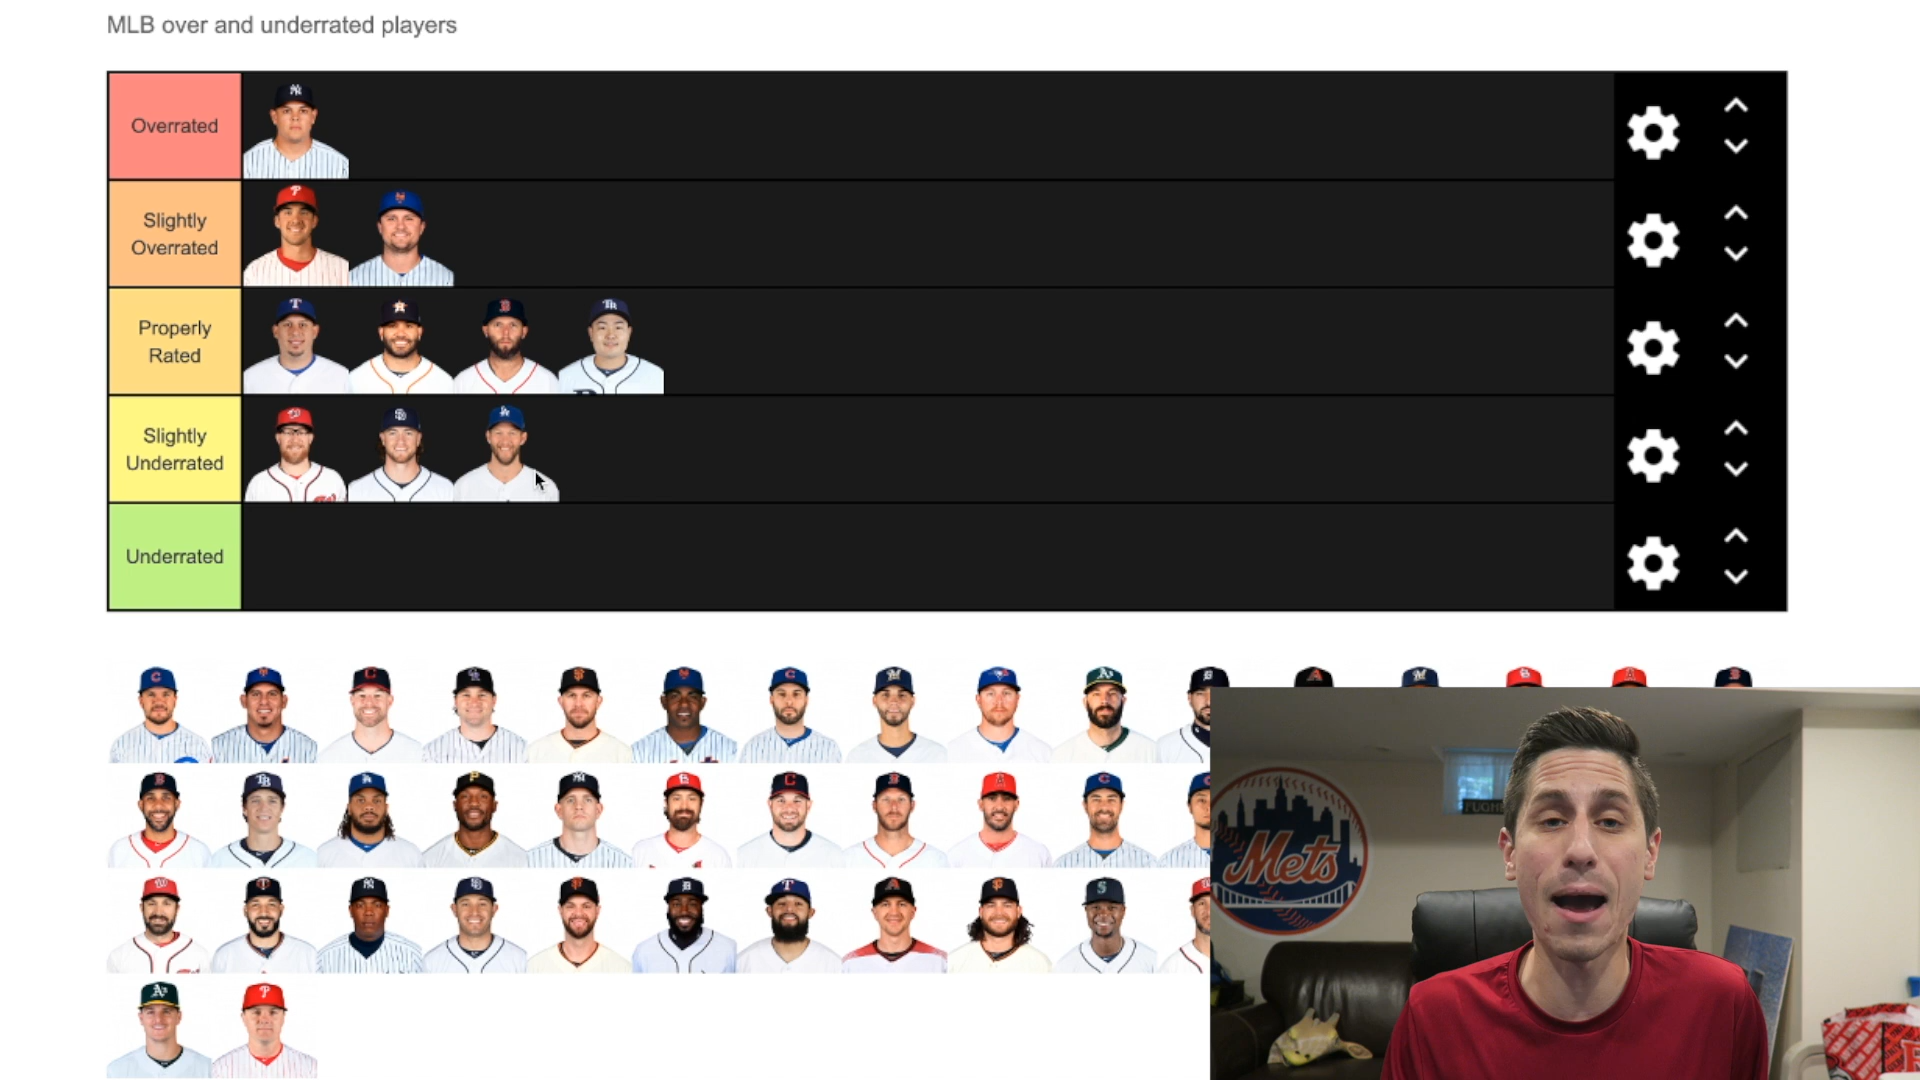 MLB over and underrated players
Overrated
Slightly
Overrated
Properly
Rated
Slightly
Underrated
Underrated
Mets